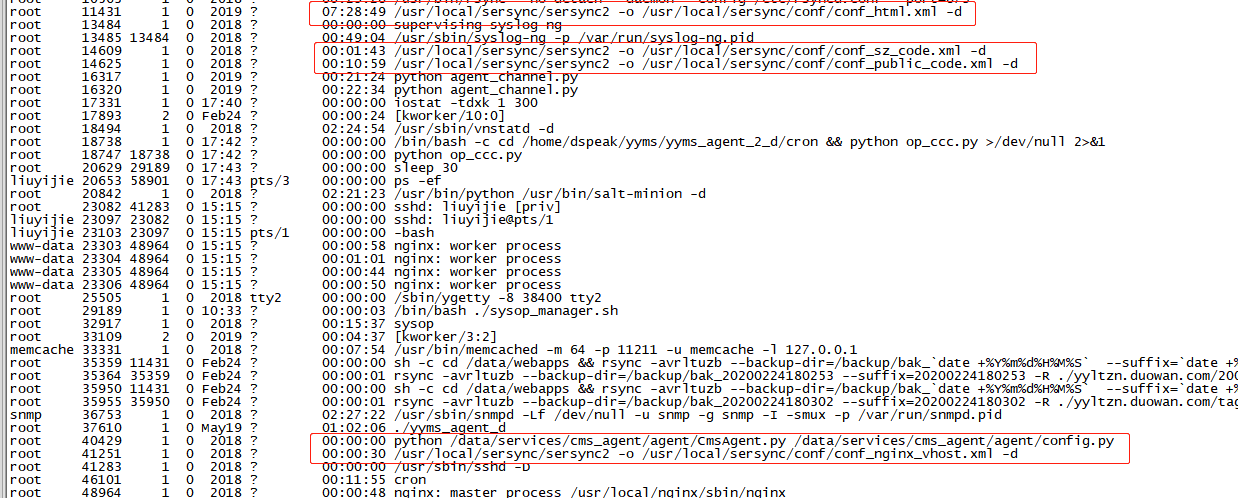 root     11431     1  0  2019 ?        07:28:49 /usr/local/sersync/sersync2 -o /usr/local/sersync/conf/conf_html.xml -d
root     13484     1  0  2018 ?        00:00:00 supervising syslog-ng
root     13485 13484  0  2018 ?        00:49:04 /usr/sbin/syslog-ng -p /var/run/syslog-ng.pid
root     14609     1  0  2018 ?        00:01:43 /usr/local/sersync/sersync2 -o /usr/local/sersync/conf/conf_sz_code.xml -d
root     14625     1  0  2018 ?        00:10:59 /usr/local/sersync/sersync2 -o /usr/local/sersync/conf/conf_public_code.xml -d
root     16317     1  0  2019 ?        00:21:24 python agent_channel.py
root     16320     1  0  2019 ?        00:22:34 python agent_channel.py
root     17331     1  0 17:40 ?        00:00:00 iostat -tdxk 1 300
root     17893     2  0 Feb24 ?        00:00:24 [kworker/10:0]
root     18494     1  0  2018 ?        02:24:54 /usr/sbin/vnstatd -d
root     18738     1  0 17:42 ?        00:00:00 /bin/bash -c cd /home/dspeak/yyms/yyms_agent_2_d/cron && python op_ccc.py >/dev/null 2>&1
root     18747 18738  0 17:42 ?        00:00:00 python op_ccc.py
root     20629 29189  0 17:43 ?        00:00:00 sleep 30
liuyijie 20653 58901  0 17:43 pts/3    00:00:00 ps -ef
root     20842     1  0  2018 ?        02:21:23 /usr/bin/python /usr/bin/salt-minion -d
root     23082 41283  0 15:15 ?        00:00:00 sshd: liuyijie [priv]
liuyijie 23097 23082  0 15:15 ?        00:00:00 sshd: liuyijie@pts/1
liuyijie 23103 23097  0 15:15 pts/1    00:00:00 -bash
www-data 23303 48964  0 15:15 ?        00:00:58 nginx: worker process
www-data 23304 48964  0 15:15 ?        00:01:01 nginx: worker process
www-data 23305 48964  0 15:15 ?        00:00:44 nginx: worker process
www-data 23306 48964  0 15:15 ?        00:00:50 nginx: worker process
root     25505     1  0  2018 tty2     00:00:00 /sbin/ygetty -8 38400 tty2
root     29189     1  0 10:33 ?        00:00:03 /bin/bash ./sysop_manager.sh
root     32917     1  0  2018 ?        00:15:37 sysop
root     33109     2  0  2019 ?        00:04:37 [kworker/3:2]
memcache 33331     1  0  2018 ?        00:07:54 /usr/bin/memcached -m 64 -p 11211 -u memcache -l 127.0.0.1
root     35359 11431  0 Feb24 ?        00:00:00 sh -c cd /data/webapps && rsync -avrltuzb --backup-dir=/backup/bak_`date +%Y%m%d%H%M%S`  --suffix=`date +
root     35364 35359  0 Feb24 ?        00:00:01 rsync -avrltuzb --backup-dir=/backup/bak_20200224180253 --suffix=20200224180253 -R ./yyltzn.duowan.com/200
root     35950 11431  0 Feb24 ?        00:00:00 sh -c cd /data/webapps && rsync -avrltuzb --backup-dir=/backup/bak_`date +%Y%m%d%H%M%S`  --suffix=`date +
root     35955 35950  0 Feb24 ?        00:00:01 rsync -avrltuzb --backup-dir=/backup/bak_20200224180302 --suffix=20200224180302 -R ./yyltzn.duowan.com/tag
snmp     36753     1  0  2018 ?        02:27:22 /usr/sbin/snmpd -Lf /dev/null -u snmp -g snmp -I -smux -p /var/run/snmpd.pid
root     37610     1  0 May19 ?        01:02:06 ./yyms_agent_d
root     40429     1  0  2018 ?        00:00:00 python /data/services/cms_agent/agent/CmsAgent.py /data/services/cms_agent/agent/config.py
root     41251     1  0  2018 ?        00:00:30 /usr/local/sersync/sersync2 -o /usr/local/sersync/conf/conf_nginx_vhost.xml -d
root     41283     1  0  2018 ?        00:00:00 /usr/sbin/sshd -D
root     46101     1  0  2018 ?        00:11:55 cron
root     48964     1  0  2018 ?        00:00:48 nginx: master process /usr/local/nginx/sbin/nginx